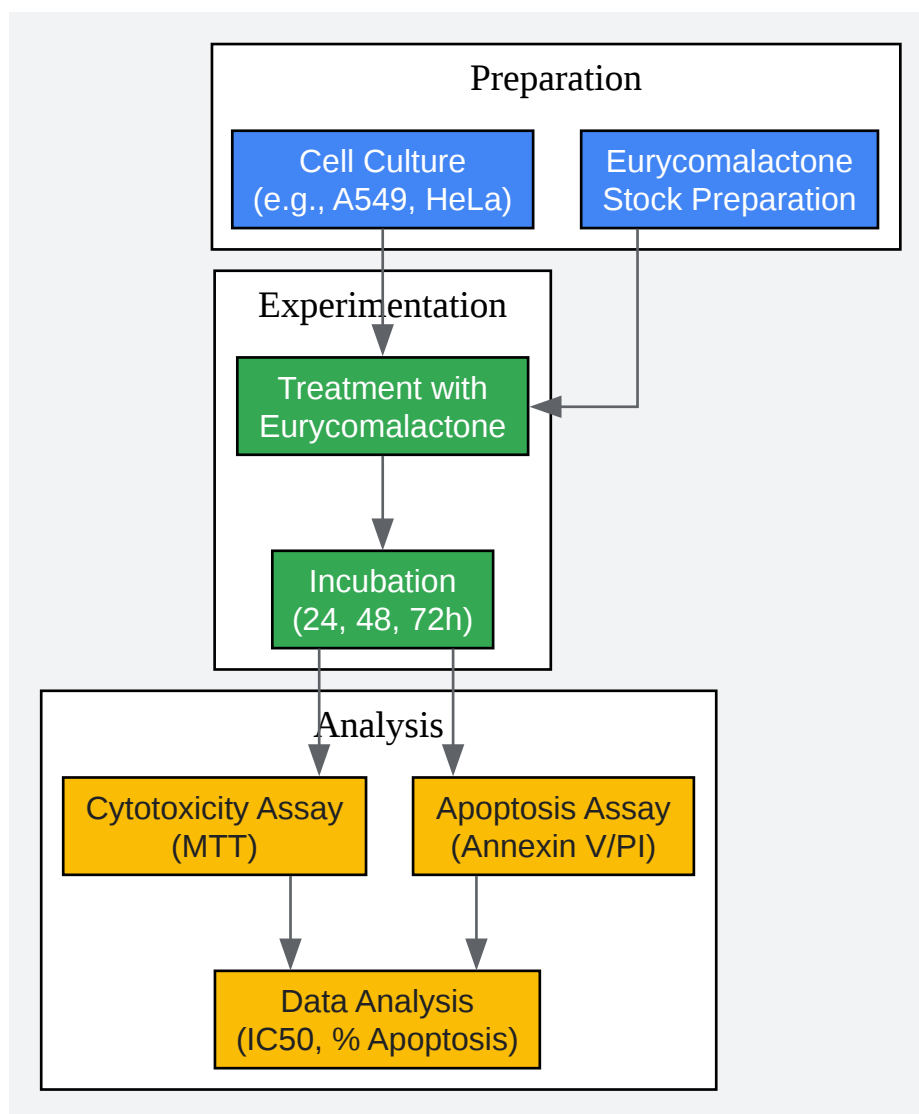 Preparation
Cell Culture
(e.g., A549, HeLa)
Eurycomalactone
Stock Preparation
Experimentation
Treatment with
Eurycomalactone
Incubation
(24, 48, 72h)
Analysis
Cytotoxicity Assay
(MTT)
Apoptosis Assay
(Annexin V/PI)
Data Analysis
(IC50, % Apoptosis)